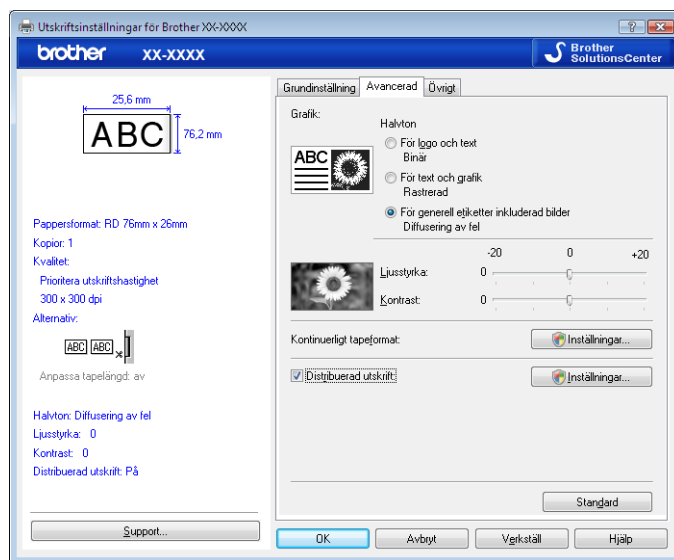 Utskriftsinställningar för Brother XX-XXXX
brother XX-XXXX
Brother
SolutionsCenter
25,6 mm
ABC
76,2 mm
Pappersformat: RD 76mm x 26mm
Kopior: 1
Kvalitet:
Prioritera utskriftshastighet
300 x 300 dpi
Alternativ:
ABC ABC
Anpassa tapelängd: av
Halvton: Diffusering av fel
Ljusstyrka: 0
Kontrast: 0
Distribuerad utskrift: På
Support...
Grundinställning Avancerad Övrigt
Grafik:
ABC
Halvton
För logo och text
Binär
För text och grafik
Rastrerad
För generell etiketter inkluderad bilder
Diffusering av fel
-20 0 +20
Ljusstyrka: 0
Kontrast: 0
Kontinuerligt tapeformat: Inställningar...
Distribuerad utskrift: Inställningar...
Standard
OK Avbryt Verkställ Hjälp